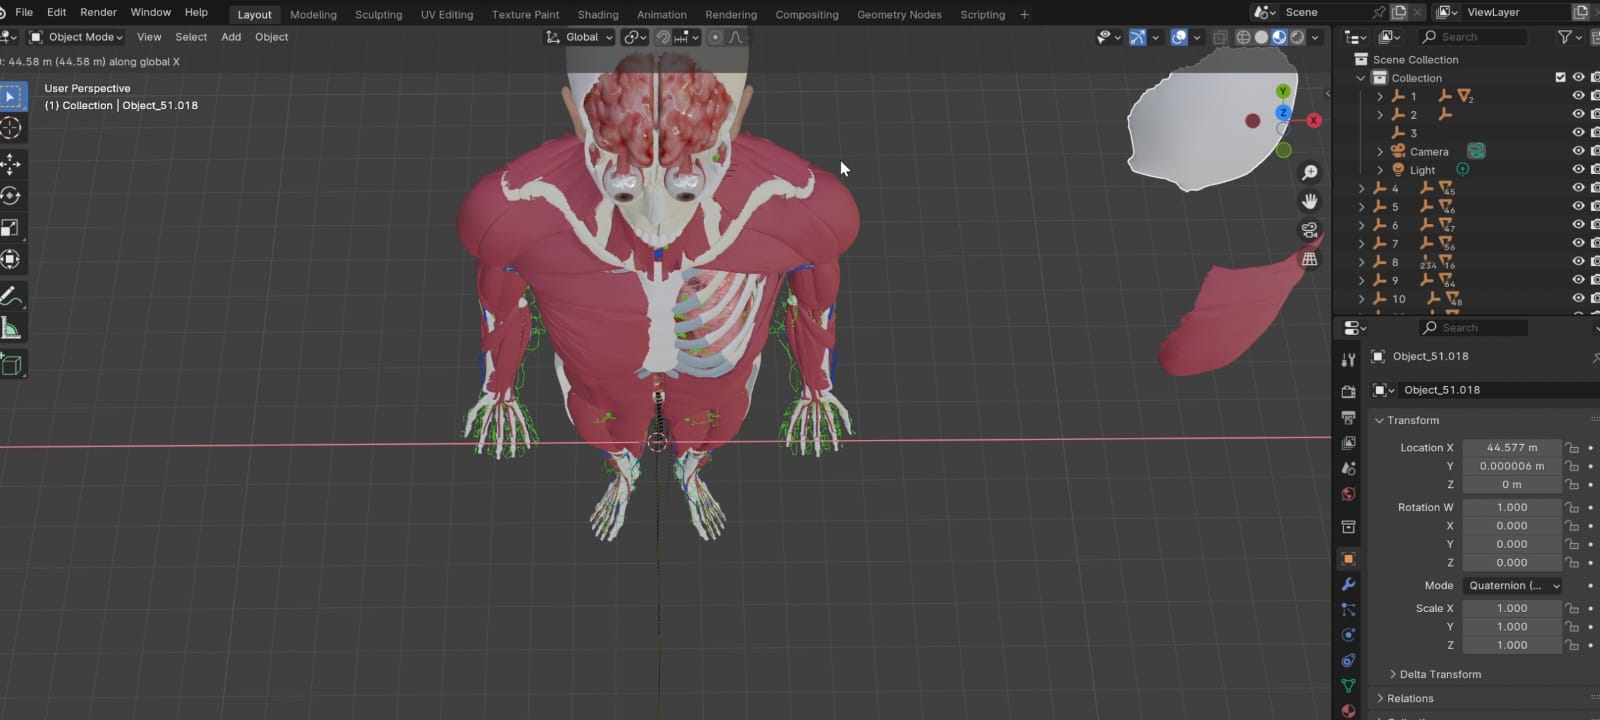 File Edit Render Window Help Layout Modeling Sculpting UV Editing Texture Paint Shading Animation Rendering Compositing Geometry Nodes Scripting + Scene ViewLayer
Object Mode View Select Add Object Global Search
: 44.58 m (44.58 m) along global X
User Perspective
(1) Collection | Object_51.018
Y
Z
X
Scene Collection
Collection
1 2
2
3
Camera
Light
4 45
5 46
6 47
7 56
8 234 16
9 64
10 48
Search
Object_51.018
Object_51.018
Transform
Location X 44.577 m
Y 0.000006 m
Z 0 m
Rotation W 1.000
X 0.000
Y 0.000
Z 0.000
Mode Quaternion (...
Scale X 1.000
Y 1.000
Z 1.000
Delta Transform
Relations